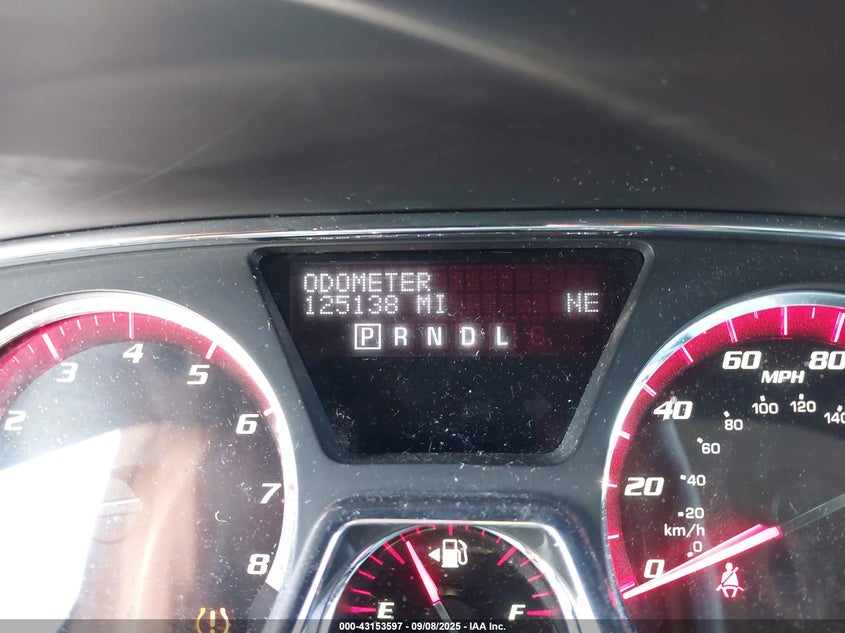 ODOMETER
125138 MI NE
P R N D L
2 3 4 5 6 7 8
0 20 40 60 80
MPH
0 20 40 60 80 100 120 140
km/h
E F
000-43153597 - 09/08/2025 - IAA Inc.